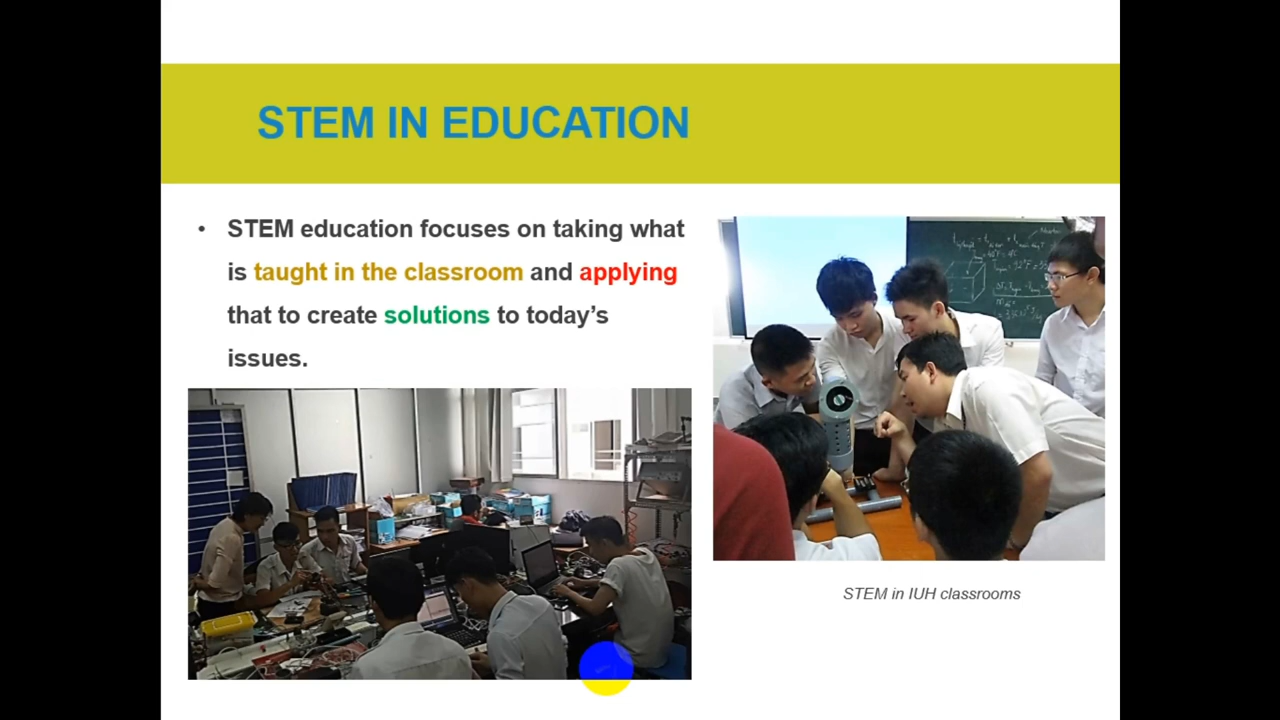 STEM IN EDUCATION
• STEM education focuses on taking what
is taught in the classroom and applying
that to create solutions to today’s
issues.
STEM in IUH classrooms